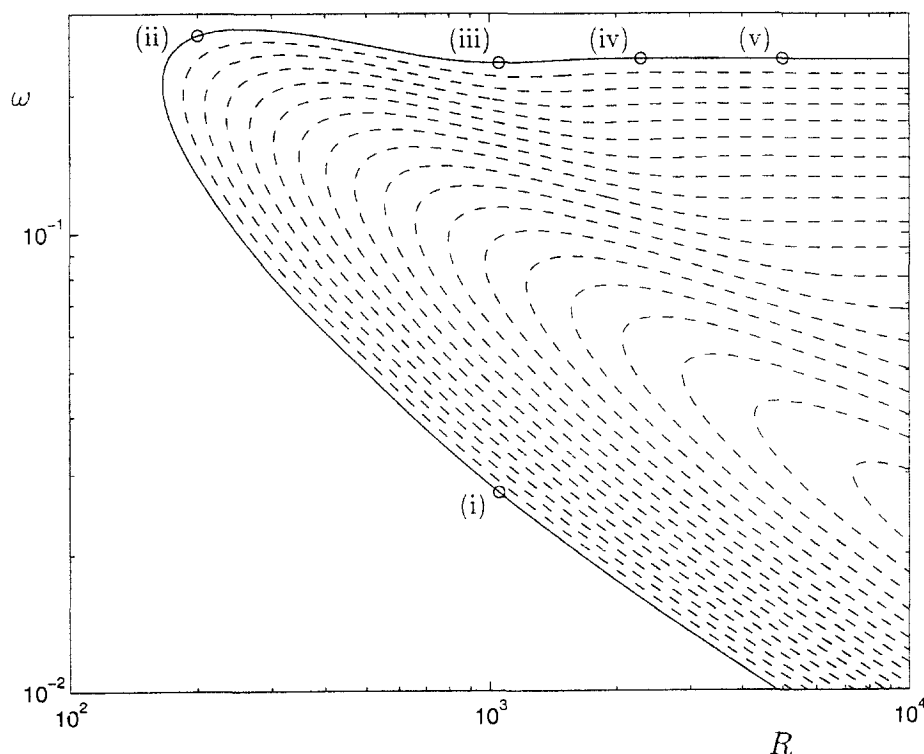 (ii)
(iii)
(iv)
(v)
ω
10⁻¹
(i)
10⁻²
10²
10³
10⁴
R